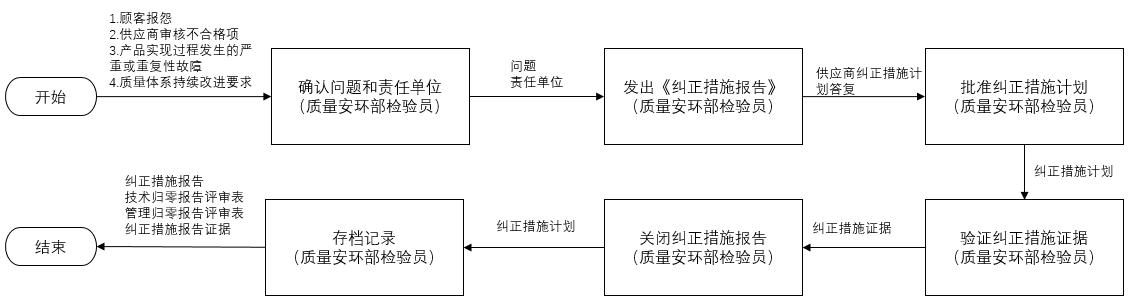 开始
1.顾客报怨
2.供应商审核不合格项
3.产品实现过程发生的严
重或重复性故障
4.质量体系持续改进要求
确认问题和责任单位
（质量安环部检验员）
问题
责任单位
发出《纠正措施报告》
（质量安环部检验员）
供应商纠正措施计
划答复
批准纠正措施计划
（质量安环部检验员）
纠正措施计划
验证纠正措施证据
（质量安环部检验员）
纠正措施证据
关闭纠正措施报告
（质量安环部检验员）
纠正措施计划
存档记录
（质量安环部检验员）
纠正措施报告
技术归零报告评审表
管理归零报告评审表
纠正措施报告证据
结束